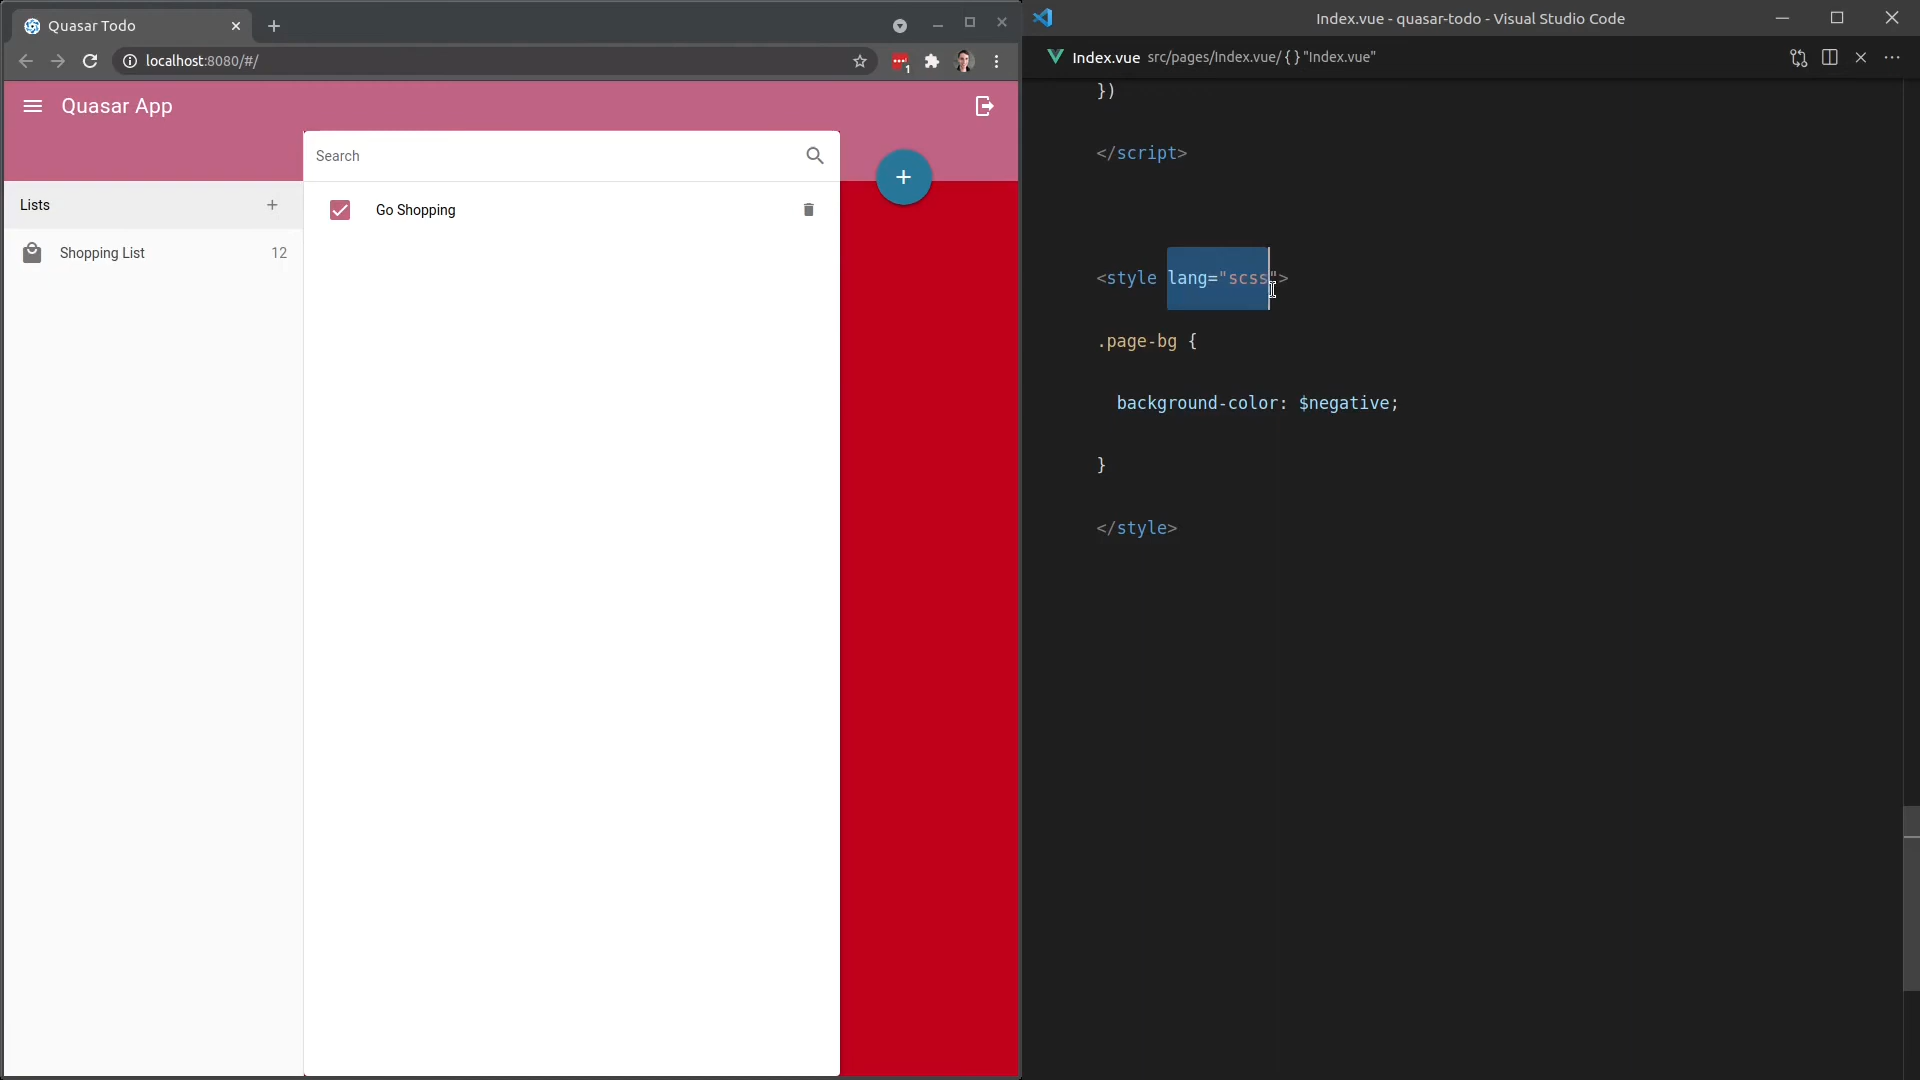 Quasar Todo
localhost:8080/#/
1
Quasar App
Search
Lists
Go Shopping
Shopping List
12
Index.vue - quasar-todo - Visual Studio Code
Index.vue src/pages/Index.vue/ { } "Index.vue"
})
</script>
<style lang="scss">
.page-bg {
background-color: $negative;
}
</style>